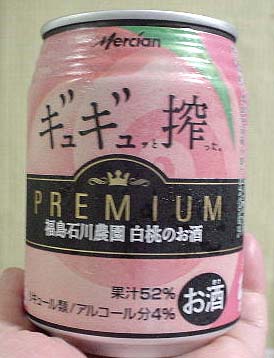 Mercian
ギュギュッと搾った。
PREMIUM
福島石川農園 白桃のお酒
果汁52%
リキュール類/アルコール分4%
お酒